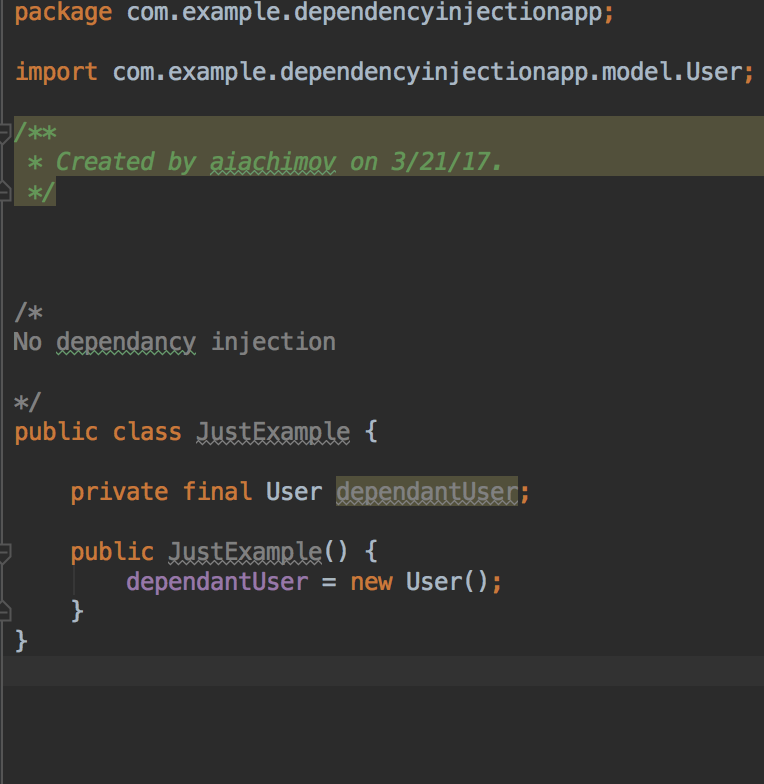 package com.example.dependencyinjectionapp;
import com.example.dependencyinjectionapp.model.User;
/**
* Created by aiachimov on 3/21/17.
*/
/*
No dependancy injection
*/
public class JustExample {
private final User dependantUser;
public JustExample() {
dependantUser = new User();
}
}